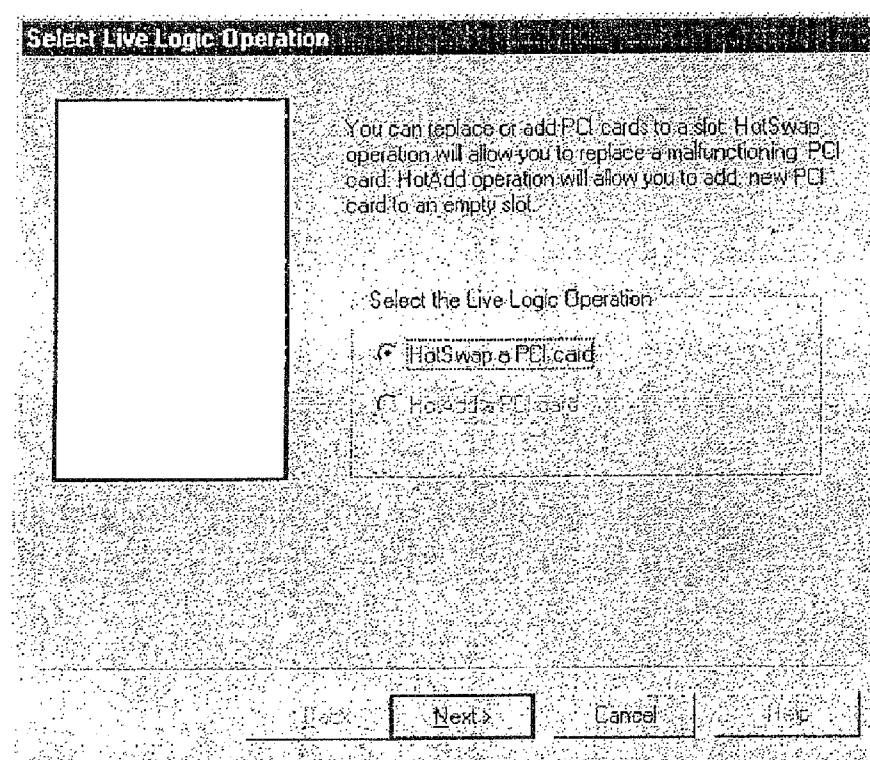 Select Live Logic Operation
You can replace or add PCI cards to a slot. HotSwap
operation will allow you to replace a malfunctioning PCI
card. HotAdd operation will allow you to add new PCI
card to an empty slot.
Select the Live Logic Operation
HotSwap a PCI card
HotAdd a PCI card
Back
Next >
Cancel
Help